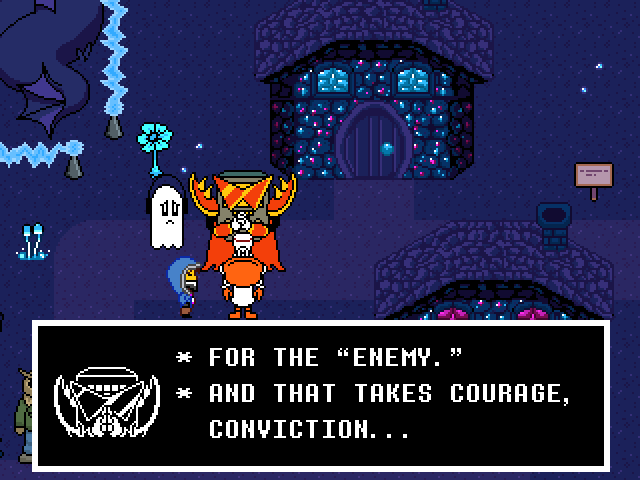 * FOR THE “ENEMY.”
* AND THAT TAKES COURAGE,
CONVICTION...